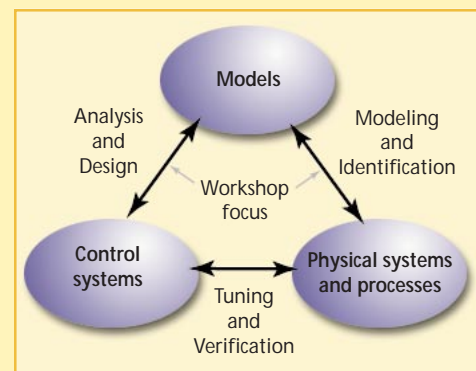 Models
Analysis
and
Design
Modeling
and
Identification
Workshop
focus
Control
systems
Physical systems
and processes
Tuning
and
Verification